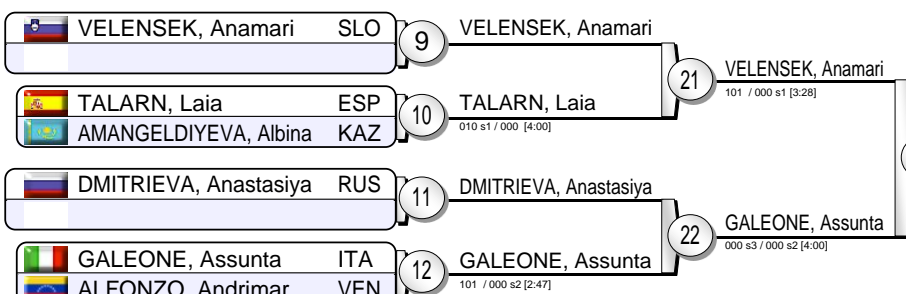 VELENSEK, Anamari SLO
9
VELENSEK, Anamari
TALARN, Laia ESP
AMANGELDIYEVA, Albina KAZ
10
TALARN, Laia
010 s1 / 000 [4:00]
21
VELENSEK, Anamari
101 / 000 s1 [3:28]
DMITRIEVA, Anastasiya RUS
11
DMITRIEVA, Anastasiya
GALEONE, Assunta ITA
ALFONZO, Andrimar VEN
12
GALEONE, Assunta
101 / 000 s2 [2:47]
22
GALEONE, Assunta
000 s3 / 000 s2 [4:00]